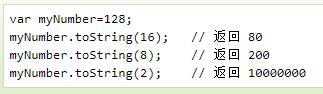 var myNumber=128;
myNumber.toString(16);   // 返回 80
myNumber.toString(8);    // 返回 200
myNumber.toString(2);    // 返回 10000000